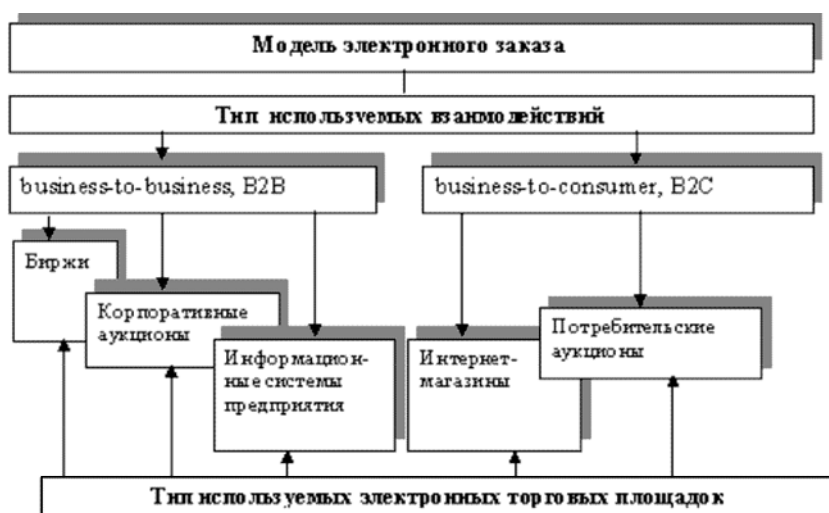 Модель электронного заказа
Тип используемых взаимодействий
business-to-business, B2B
business-to-consumer, B2C
Биржи
Корпоративные
аукционы
Информацион-
ные системы
предприятия
Интернет-
магазины
Потребительские
аукционы
Тип используемых электронных торговых площадок